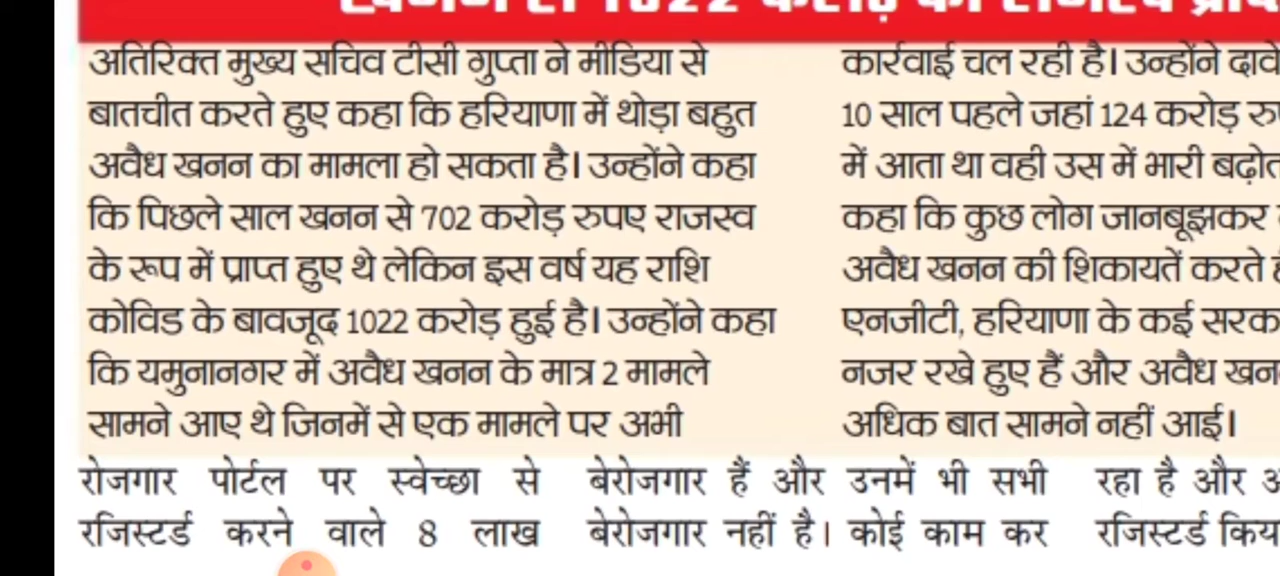 खनन से 1022 करोड़ का राजस्व
अतिरिक्त मुख्य सचिव टीसी गुप्ता ने मीडिया से
बातचीत करते हुए कहा कि हरियाणा में थोड़ा बहुत
अवैध खनन का मामला हो सकता है। उन्होंने कहा
कि पिछले साल खनन से 702 करोड़ रुपए राजस्व
के रूप में प्राप्त हुए थे लेकिन इस वर्ष यह राशि
कोविड के बावजूद 1022 करोड़ हुई है। उन्होंने कहा
कि यमुनानगर में अवैध खनन के मात्र 2 मामले
सामने आए थे जिनमें से एक मामले पर अभी
कार्रवाई चल रही है। उन्होंने
10 साल पहले जहां 124 करोड़
में आता था वही उस में भारी
कहा कि कुछ लोग जानबूझकर
अवैध खनन की शिकायतें करते
एनजीटी, हरियाणा के कई
नजर रखे हुए हैं और अवैध
अधिक बात सामने नहीं आई।
रोजगार पोर्टल पर स्वेच्छा से
रजिस्टर्ड करने वाले 8 लाख
बेरोजगार हैं और उनमें भी सभी
बेरोजगार नहीं है। कोई काम कर
रहा है और
रजिस्टर्ड